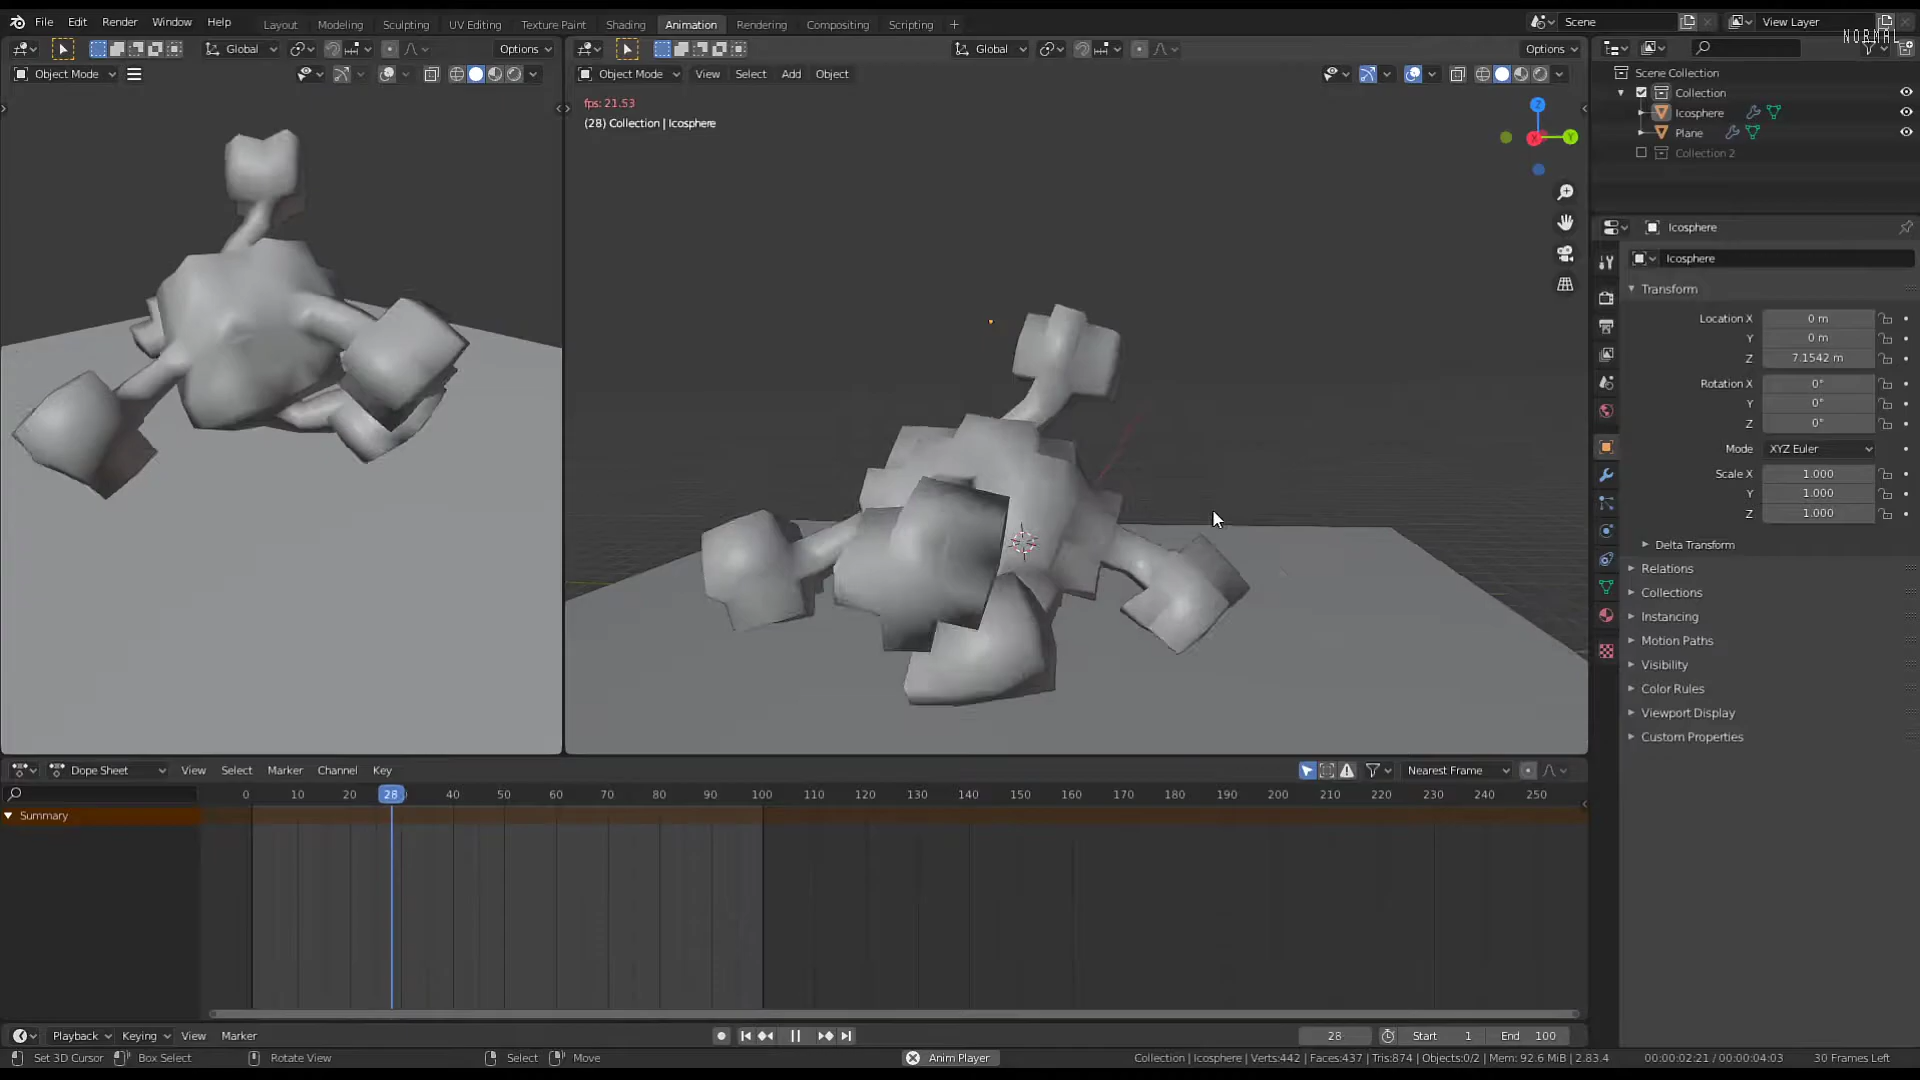 File Edit Render Window Help Layout Modeling Sculpting UV Editing Texture Paint Shading Animation Rendering Compositing Scripting + Scene View Layer
NORMAL
Global Options Global Options
Object Mode Object Mode View Select Add Object
Scene Collection
Collection
Icosphere
Plane
Collection 2
fps: 21.53
(28) Collection | Icosphere
Z
Y
X
Icosphere
Icosphere
Transform
Location X 0 m
Y 0 m
Z 7.1542 m
Rotation X 0°
Y 0°
Z 0°
Mode XYZ Euler
Scale X 1.000
Y 1.000
Z 1.000
Delta Transform
Relations
Collections
Instancing
Motion Paths
Visibility
Color Rules
Viewport Display
Custom Properties
Dope Sheet View Select Marker Channel Key Nearest Frame
0 10 20 28 40 50 60 70 80 90 100 110 120 130 140 150 160 170 180 190 200 210 220 230 240 250
Summary
Playback Keying View Marker 28 Start 1 End 100
Set 3D Cursor Box Select Rotate View Select Move Anim Player Collection | Icosphere | Verts:442 | Faces:437 | Tris:874 | Objects:0/2 | Mem: 92.6 MiB | 2.83.4 00:00:02:21 / 00:00:04:03 30 Frames Left